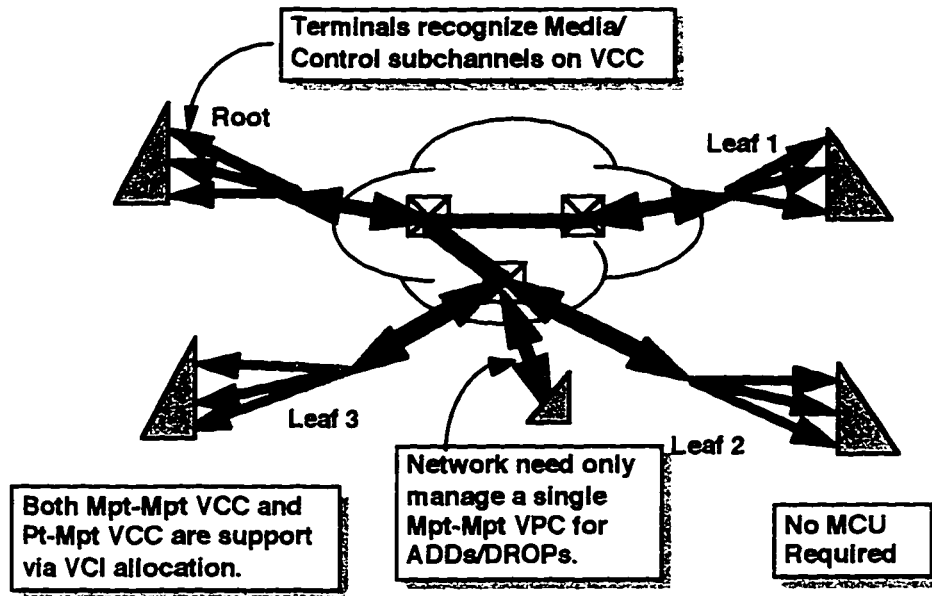 Terminals recognize Media/
Control subchannels on VCC
Root
Leaf 1
Leaf 3
Leaf 2
Network need only
manage a single
Mpt-Mpt VPC for
ADDs/DROPs.
Both Mpt-Mpt VCC and
Pt-Mpt VCC are support
via VCI allocation.
No MCU
Required